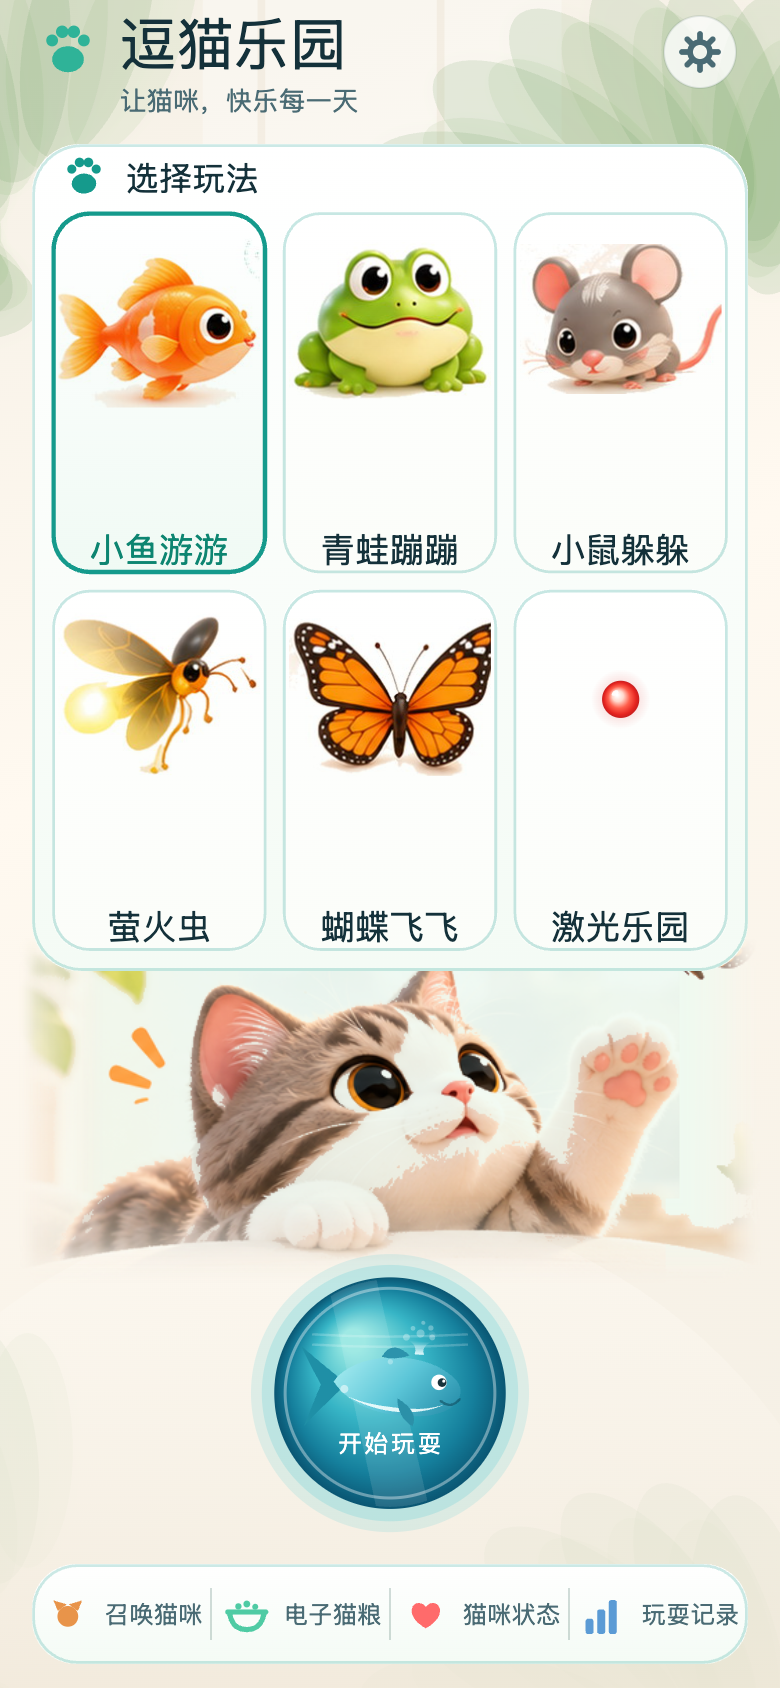 逗猫乐园
让猫咪，快乐每一天
选择玩法
小鱼游游
青蛙蹦蹦
小鼠躲躲
萤火虫
蝴蝶飞飞
激光乐园
开始玩耍
召唤猫咪
电子猫粮
猫咪状态
玩耍记录